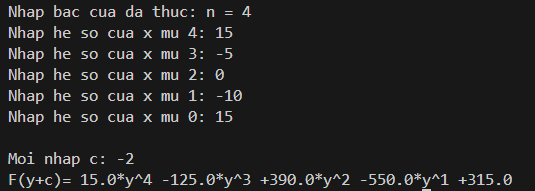 Nhap bac cua da thuc: n = 4
Nhap he so cua x mu 4: 15
Nhap he so cua x mu 3: -5
Nhap he so cua x mu 2: 0
Nhap he so cua x mu 1: -10
Nhap he so cua x mu 0: 15
Moi nhap c: -2
F(y+c)= 15.0*y^4 -125.0*y^3 +390.0*y^2 -550.0*y^1 +315.0